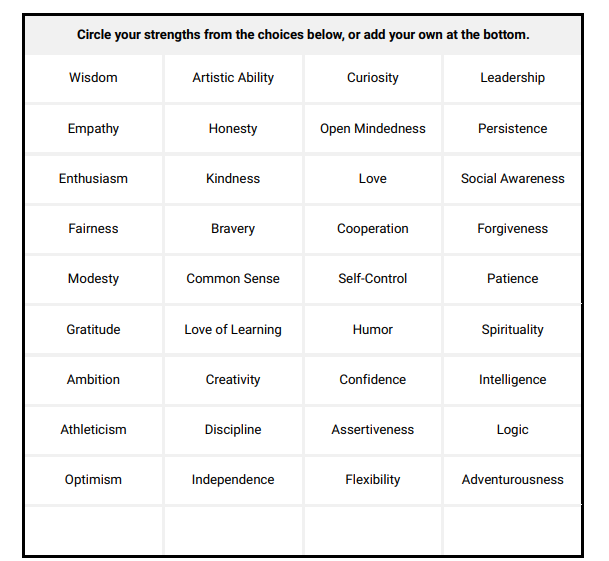 Circle your strengths from the choices below, or add your own at the bottom.
Wisdom Artistic Ability Curiosity Leadership
Empathy Honesty Open Mindedness Persistence
Enthusiasm Kindness Love Social Awareness
Fairness Bravery Cooperation Forgiveness
Modesty Common Sense Self-Control Patience
Gratitude Love of Learning Humor Spirituality
Ambition Creativity Confidence Intelligence
Athleticism Discipline Assertiveness Logic
Optimism Independence Flexibility Adventurousness